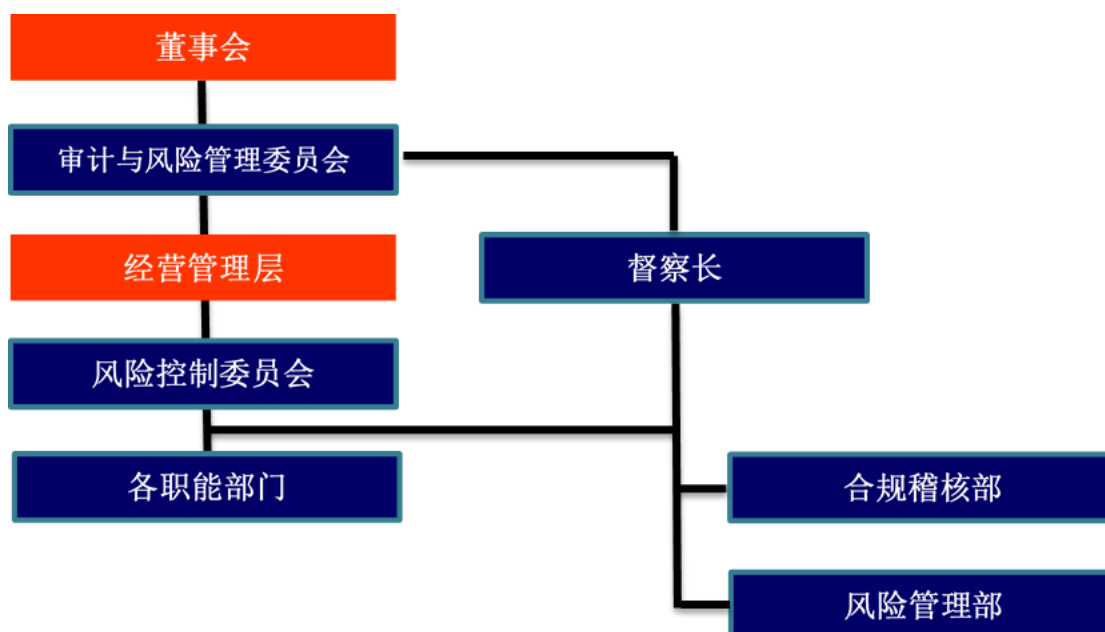 董事会
审计与风险管理委员会
经营管理层
督察长
风险控制委员会
各职能部门
合规稽核部
风险管理部